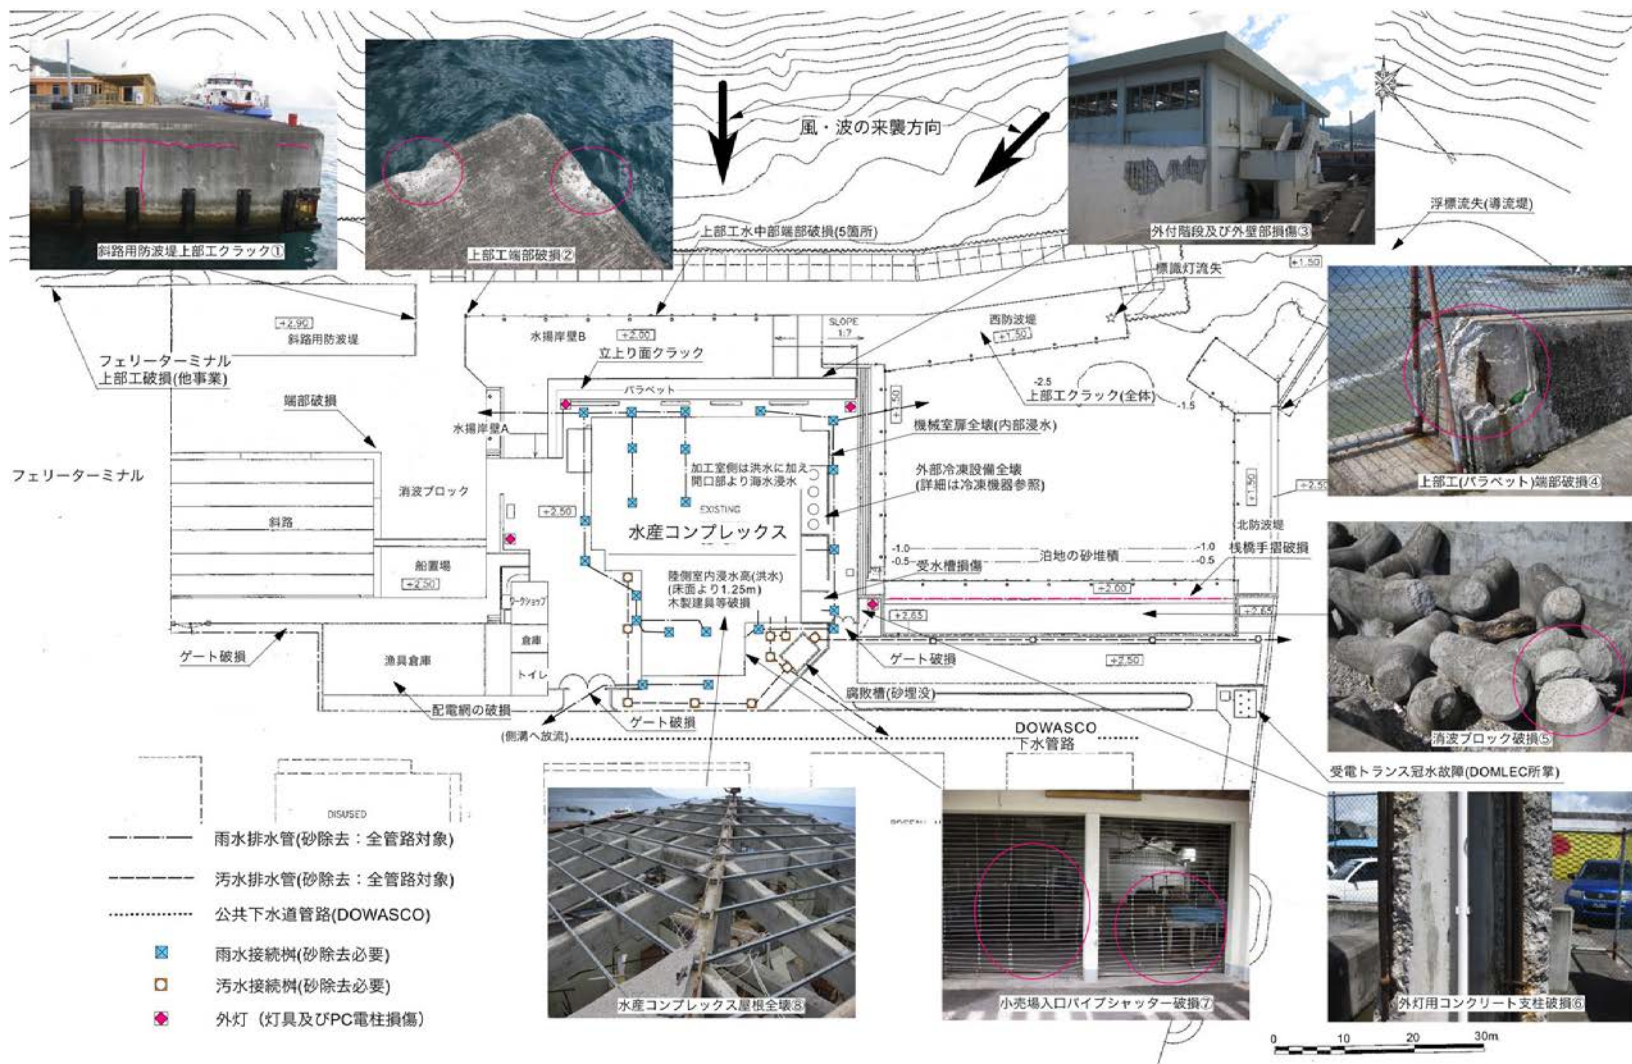 斜路用防波堤上部工クラック①
上部工端部破損②
風・波の来襲方向
外付階段及び外壁部損傷③
浮標流失(導流堤)
上部工水中部端部破損(5箇所)
標識灯流失
+1.50
+2.90
斜路用防波堤
水揚岸壁B
+2.00
SLOPE
1:?
西防波堤
+1.50
フェリーターミナル
上部工破損(他事業)
立上り面クラック
パラペット
-2.5
-1.5
上部工クラック(全体)
上部工(パラペット)端部破損④
端部破損
水揚岸壁A
機械室扉全壊(内部浸水)
フェリーターミナル
消波ブロック
加工室側は洪水に加え
開口部より海水浸水
外部冷凍設備全壊
(詳細は冷凍機器参照)
+1.50
+2.50
斜路
+2.50
EXISTING
水産コンプレックス
北防波堤
船置場
+2.50
-1.0
-0.5
泊地の砂堆積
-1.0
-0.5
桟橋手摺破損
陸側室内浸水高(洪水)
(床面より1.25m)
木製建具等破損
受水槽損傷
+2.00
ワークショップ
+2.65
+2.65
ゲート破損
漁具倉庫
倉庫
トイレ
ゲート破損
+2.50
配電網の破損
ゲート破損
腐敗槽(砂埋没)
(側溝へ放流)
DOWASCO
下水管路
消波ブロック破損⑤
受電トランス冠水故障(DOMLEC所掌)
DISUSED
雨水排水管(砂除去：全管路対象)
汚水排水管(砂除去：全管路対象)
公共下水道管路(DOWASCO)
雨水接続桝(砂除去必要)
汚水接続桝(砂除去必要)
外灯（灯具及びPC電柱損傷）
水産コンプレックス屋根全壊⑧
小売場入口パイプシャッター破損⑦
外灯用コンクリート支柱破損⑥
0 10 20 30m